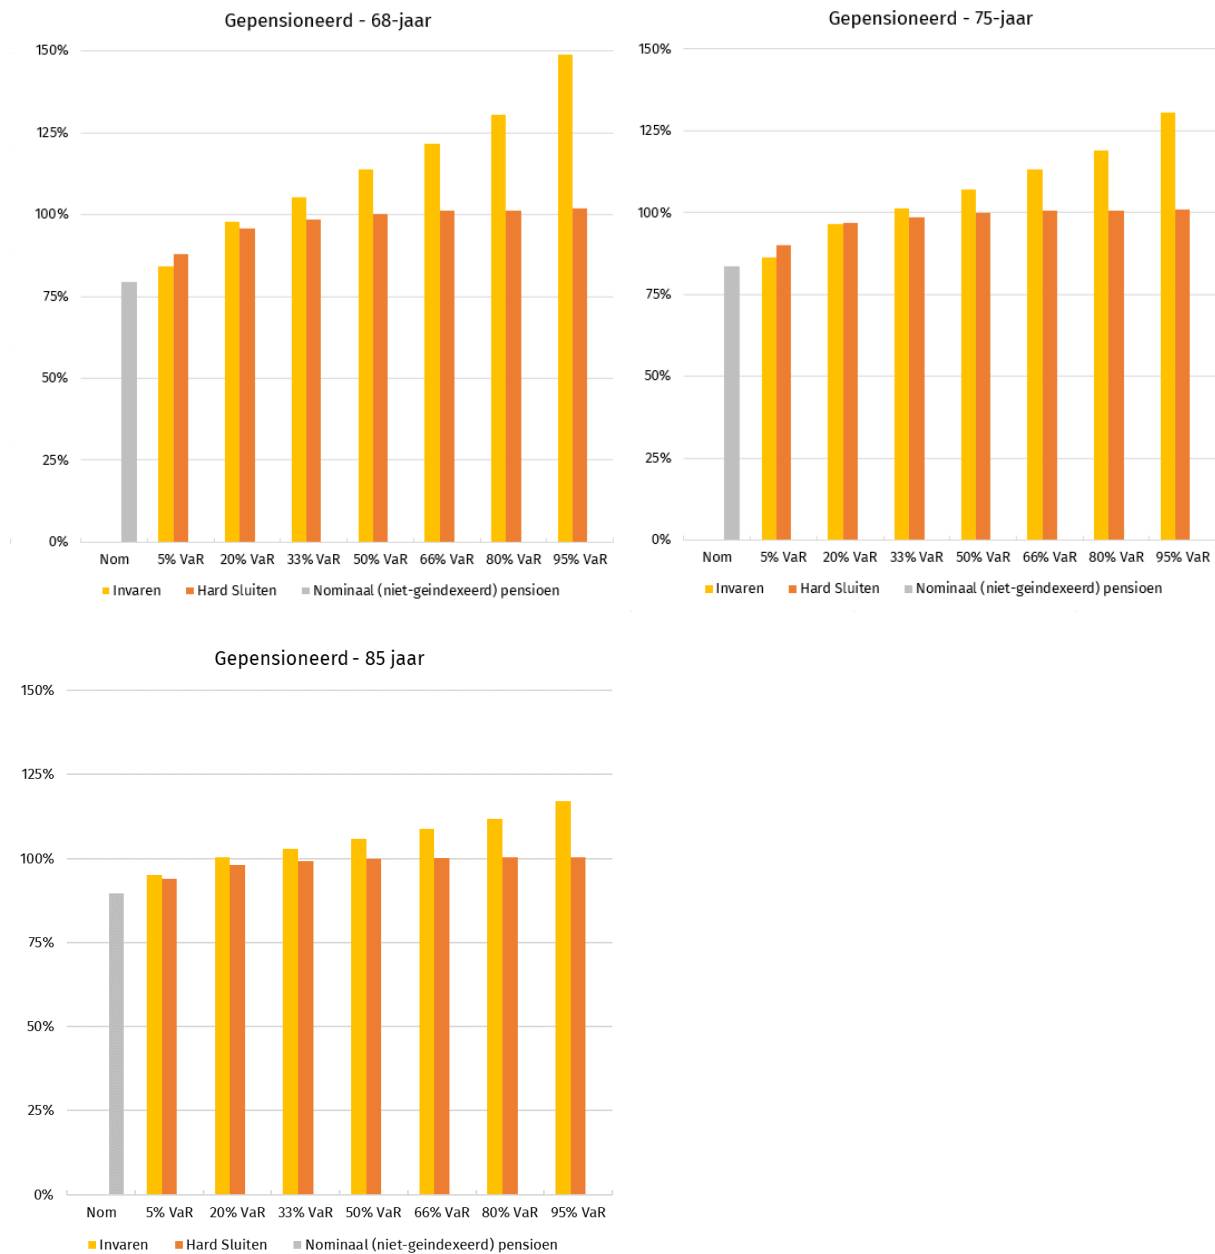 Gepensioneerd - 68-jaar
150%
125%
100%
75%
50%
25%
0%
Nom 5% VaR 20% VaR 33% VaR 50% VaR 66% VaR 80% VaR 95% VaR
Invaren Hard Sluiten Nominaal (niet-geindexeerd) pensioen
Gepensioneerd - 75-jaar
150%
125%
100%
75%
50%
25%
0%
Nom 5% VaR 20% VaR 33% VaR 50% VaR 66% VaR 80% VaR 95% VaR
Invaren Hard Sluiten Nominaal (niet-geindexeerd) pensioen
Gepensioneerd - 85 jaar
150%
125%
100%
75%
50%
25%
0%
Nom 5% VaR 20% VaR 33% VaR 50% VaR 66% VaR 80% VaR 95% VaR
Invaren Hard Sluiten Nominaal (niet-geindexeerd) pensioen